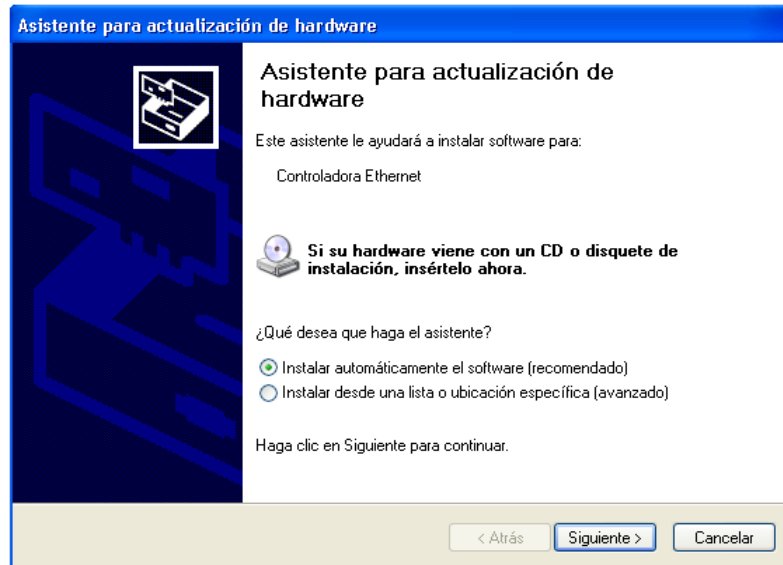 Asistente para actualización de hardware
Asistente para actualización de
hardware
Este asistente le ayudará a instalar software para:
Controladora Ethernet
Si su hardware viene con un CD o disquete de
instalación, insértelo ahora.
¿Qué desea que haga el asistente?
Instalar automáticamente el software (recomendado)
Instalar desde una lista o ubicación específica (avanzado)
Haga clic en Siguiente para continuar.
< Atrás Siguiente > Cancelar